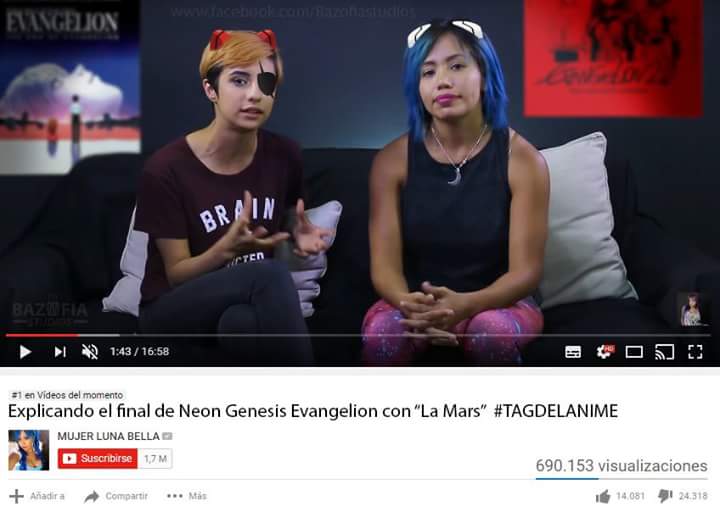 www.facebook.com/Bazofiastudios
EVANGELION
BRAIN
BAZOFIA
STUDIOS
1:43 / 16:58
HD
#1 en Vídeos del momento
Explicando el final de Neon Genesis Evangelion con “La Mars” #TAGDELANIME
MUJER LUNA BELLA
Suscribirse 1,7 M
690.153 visualizaciones
Añadir a Compartir Más 14.081 24.318